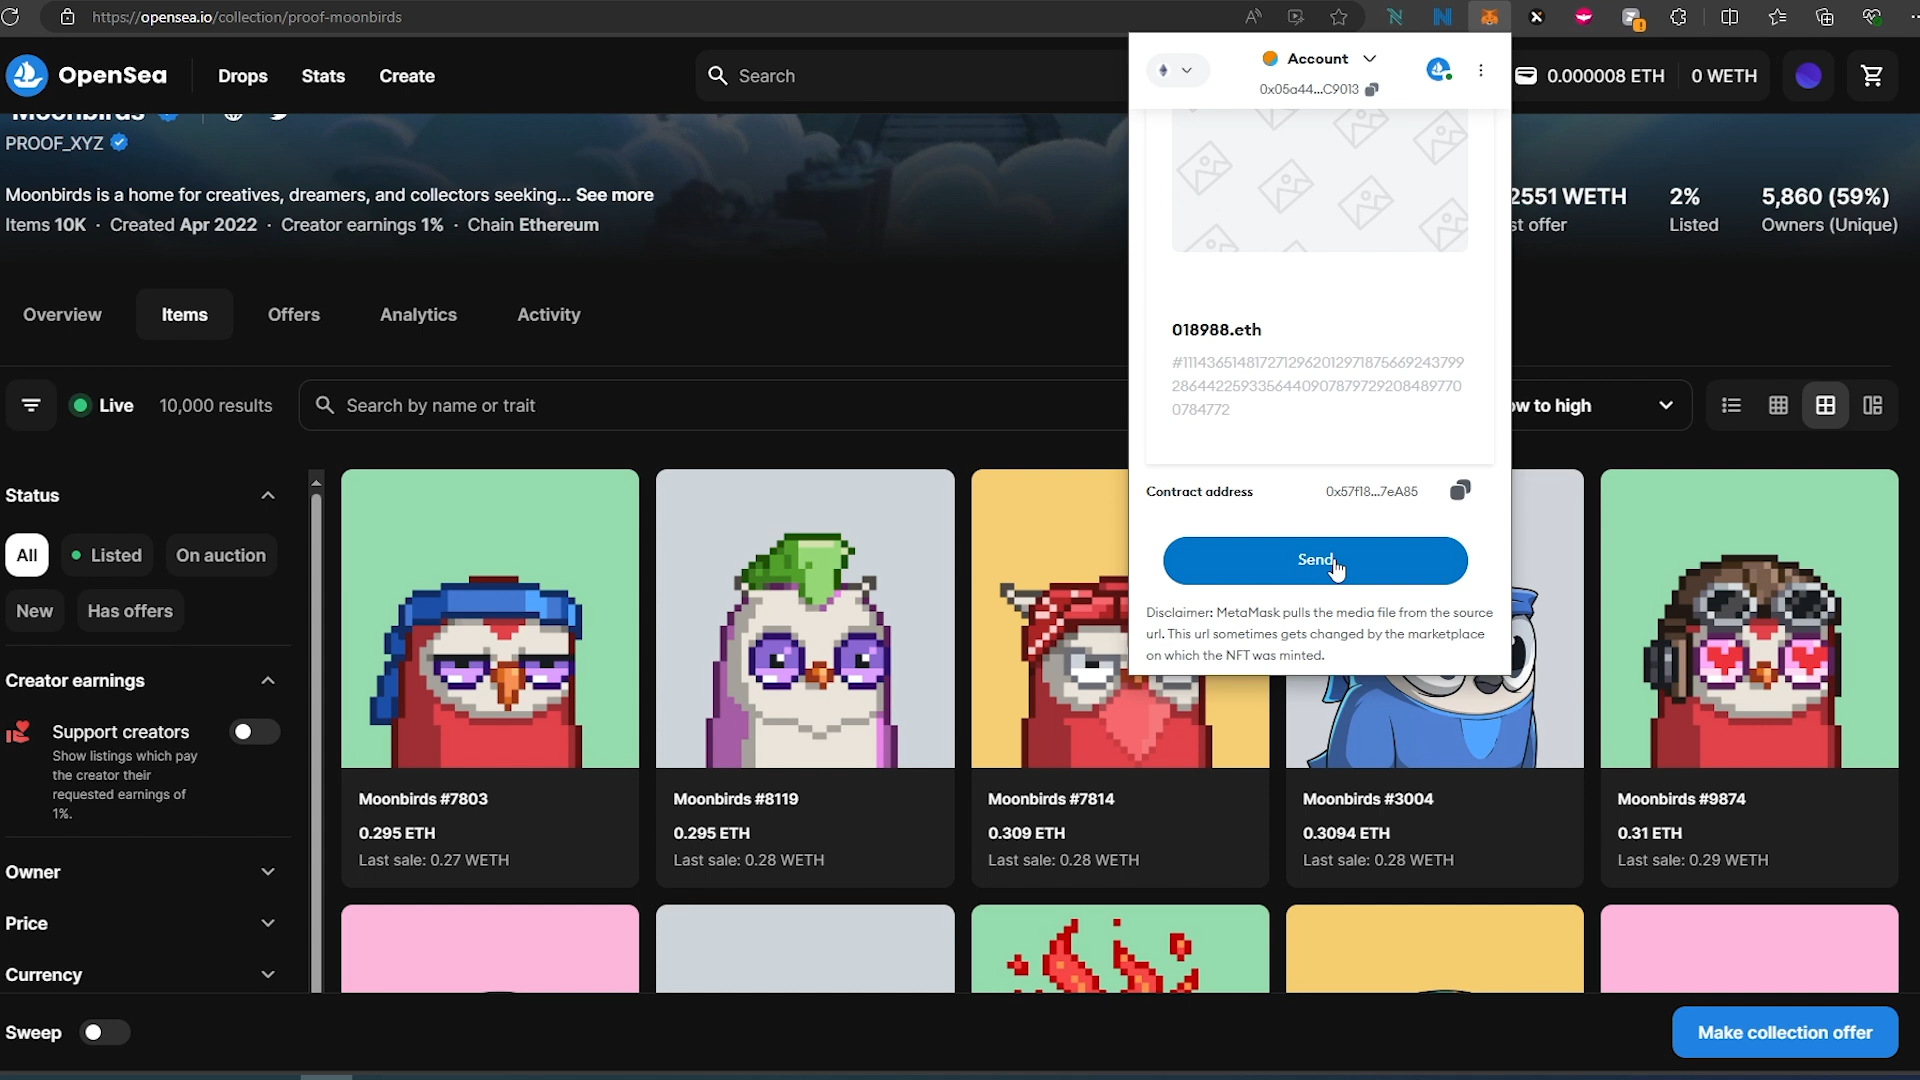 https://opensea.io/collection/proof-moonbirds
OpenSea
Drops
Stats
Create
Search
Account
0x05a44...C9013
0.000008 ETH
0 WETH
Moonbirds
PROOF_XYZ
Moonbirds is a home for creatives, dreamers, and collectors seeking... See more
Items 10K · Created Apr 2022 · Creator earnings 1% · Chain Ethereum
2551 WETH
st offer
2%
Listed
5,860 (59%)
Owners (Unique)
Overview
Items
Offers
Analytics
Activity
018988.eth
#1114365148172712962012971875669243799
28644225933564409078797292084897​70
0784772
Contract address
0x57f18...7eA85
Send
Disclaimer: MetaMask pulls the media file from the source
url. This url sometimes gets changed by the marketplace
on which the NFT was minted.
Live
10,000 results
Search by name or trait
ow to high
Status
All
Listed
On auction
New
Has offers
Creator earnings
Support creators
Show listings which pay
the creator their
requested earnings of
1%.
Owner
Price
Currency
Moonbirds #7803
0.295 ETH
Last sale: 0.27 WETH
Moonbirds #8119
0.295 ETH
Last sale: 0.28 WETH
Moonbirds #7814
0.309 ETH
Last sale: 0.28 WETH
Moonbirds #3004
0.3094 ETH
Last sale: 0.28 WETH
Moonbirds #9874
0.31 ETH
Last sale: 0.29 WETH
Sweep
Make collection offer